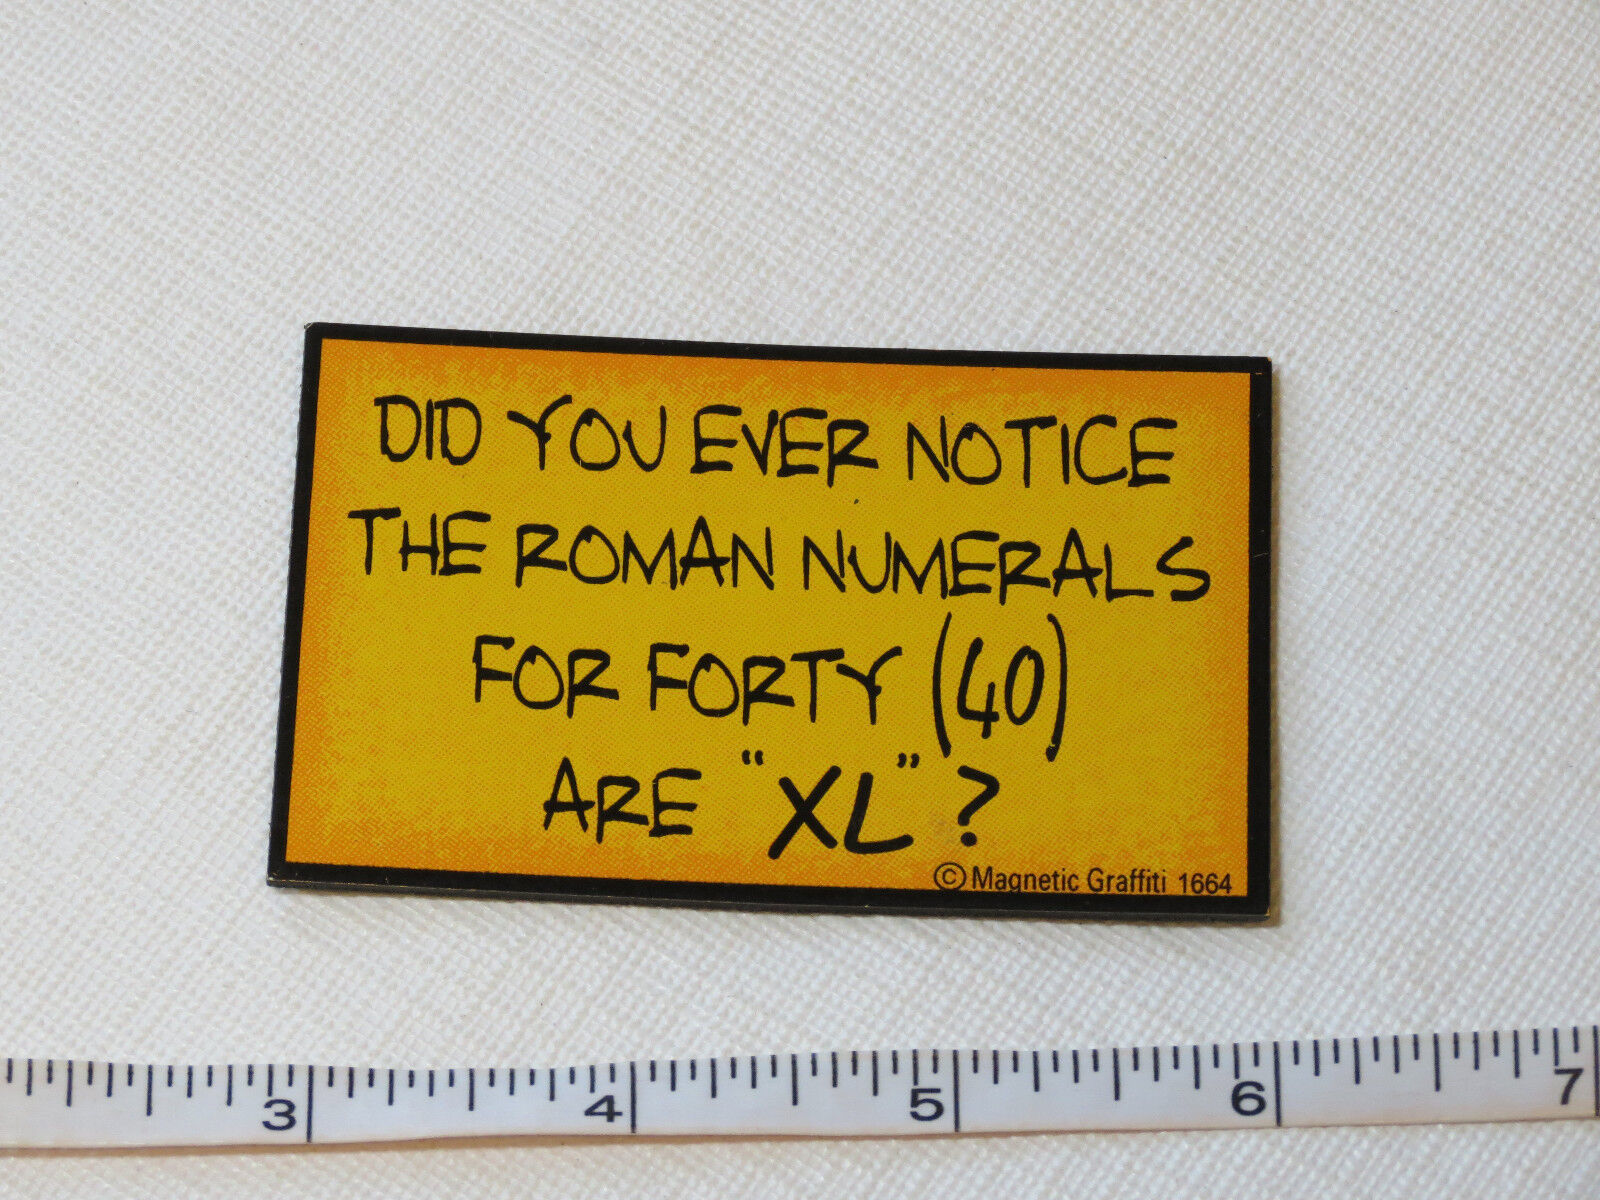 DID YOU EVER NOTICE
THE ROMAN NUMERALS
FOR FORTY (40)
ARE "XL"?
© Magnetic Graffiti 1664
3 4 5 6 7